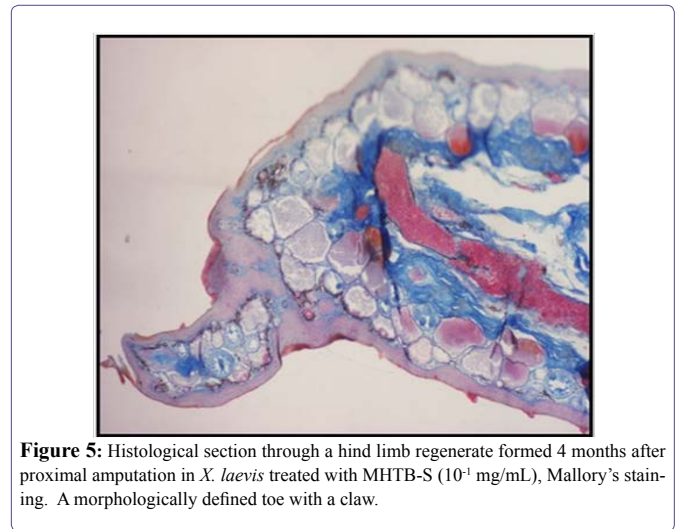 Figure 5: Histological section through a hind limb regenerate formed 4 months after
proximal amputation in X. laevis treated with MHTB-S (10⁻¹ mg/mL), Mallory's stain-
ing. A morphologically defined toe with a claw.